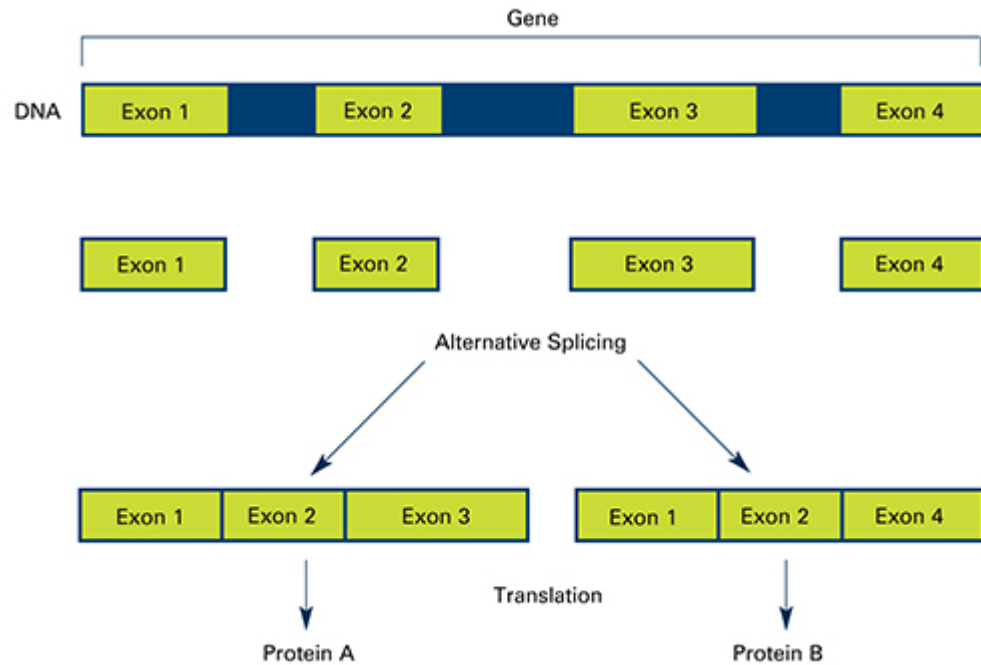 Gene
DNA
Exon 1
Exon 2
Exon 3
Exon 4
Exon 1
Exon 2
Exon 3
Exon 4
Alternative Splicing
Exon 1
Exon 2
Exon 3
Exon 1
Exon 2
Exon 4
Translation
Protein A
Protein B